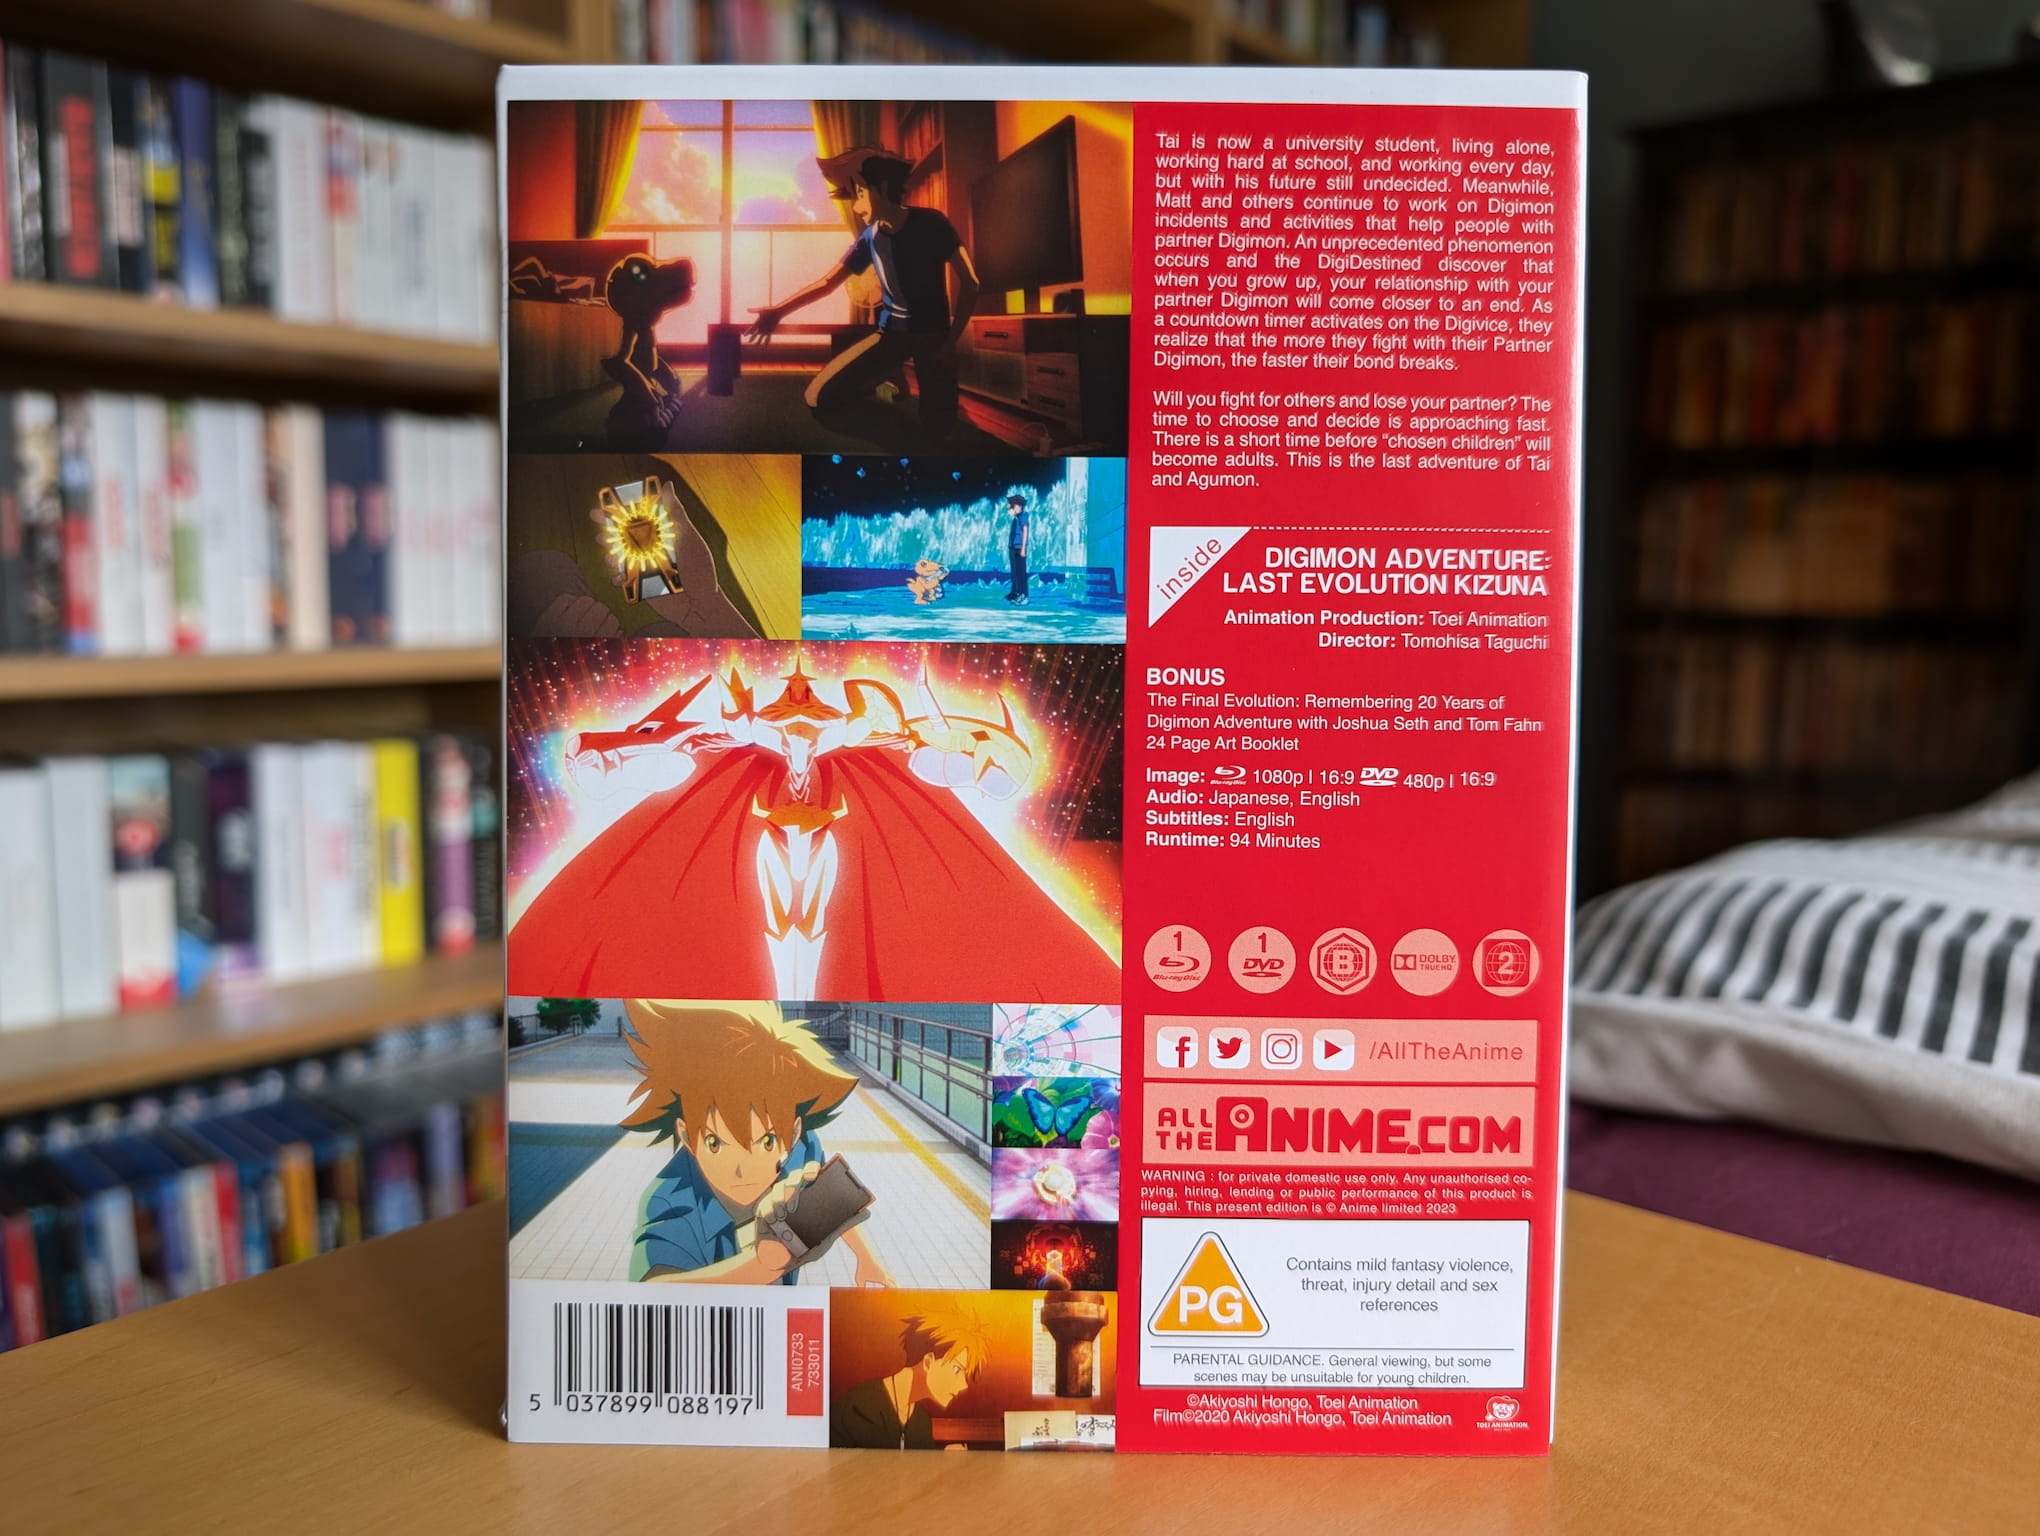 Tai is now a university student, living alone,
working hard at school, and working every day,
but with his future still undecided. Meanwhile,
Matt and others continue to work on Digimon
incidents and activities that help people with
partner Digimon. An unprecedented phenomenon
occurs and the DigiDestined discover that
when you grow up, your relationship with your
partner Digimon will come closer to an end. As
a countdown timer activates on the Digivice, they
realize that the more they fight with their Partner
Digimon, the faster their bond breaks.
Will you fight for others and lose your partner? The
time to choose and decide is approaching fast.
There is a short time before “chosen children” will
become adults. This is the last adventure of Tai
and Agumon.
inside
DIGIMON ADVENTURE:
LAST EVOLUTION KIZUNA
Animation Production: Toei Animation
Director: Tomohisa Taguchi
BONUS
The Final Evolution: Remembering 20 Years of
Digimon Adventure with Joshua Seth and Tom Fahn
24 Page Art Booklet
Image: Blu-ray Disc 1080p | 16:9 DVD 480p | 16:9
Audio: Japanese, English
Subtitles: English
Runtime: 94 Minutes
1 Blu-ray Disc
1 DVD
B
DOLBY TRUEHD
2
/AllTheAnime
ALL THE ANIME.COM
WARNING : for private domestic use only. Any unauthorised co-
pying, hiring, lending or public performance of this product is
illegal. This present edition is © Anime limited 2023
PG
Contains mild fantasy violence,
threat, injury detail and sex
references
PARENTAL GUIDANCE. General viewing, but some
scenes may be unsuitable for young children.
©Akiyoshi Hongo, Toei Animation
Film©2020 Akiyoshi Hongo, Toei Animation
TOEI ANIMATION
5 037899 088197
ANI0733
733011